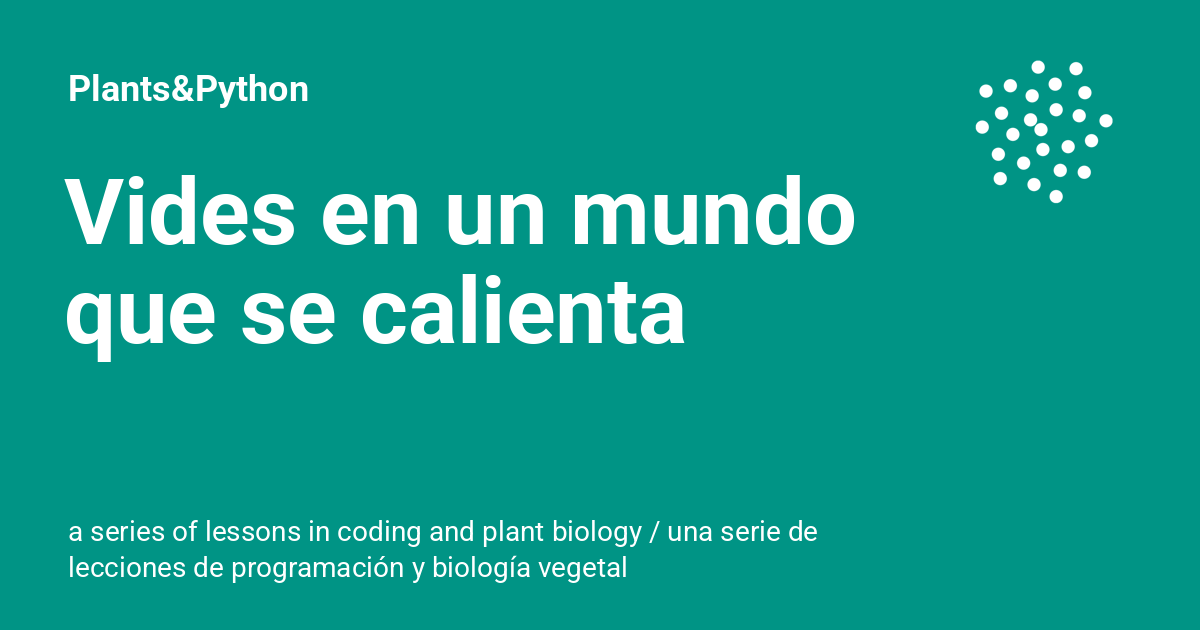 Plants&Python
Vides en un mundo
que se calienta
a series of lessons in coding and plant biology / una serie de
lecciones de programación y biología vegetal